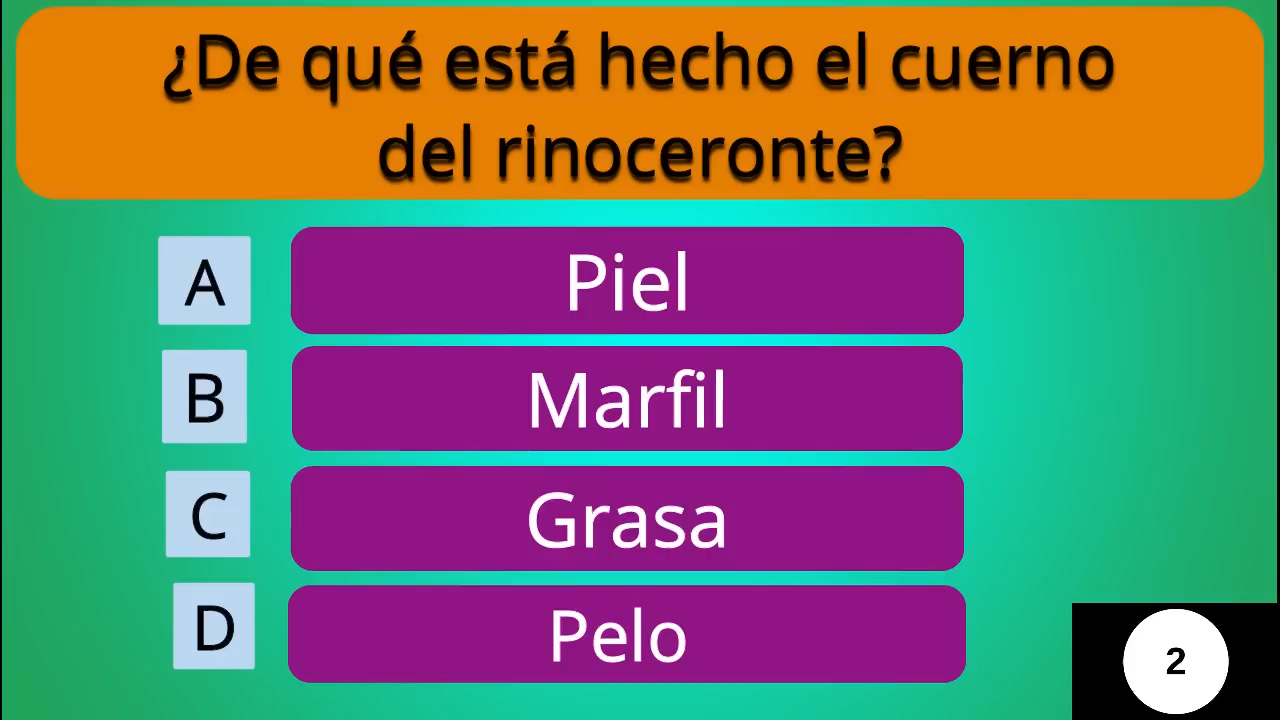 ¿De qué está hecho el cuerno
del rinoceronte?
A
Piel
B
Marfil
C
Grasa
D
Pelo
2